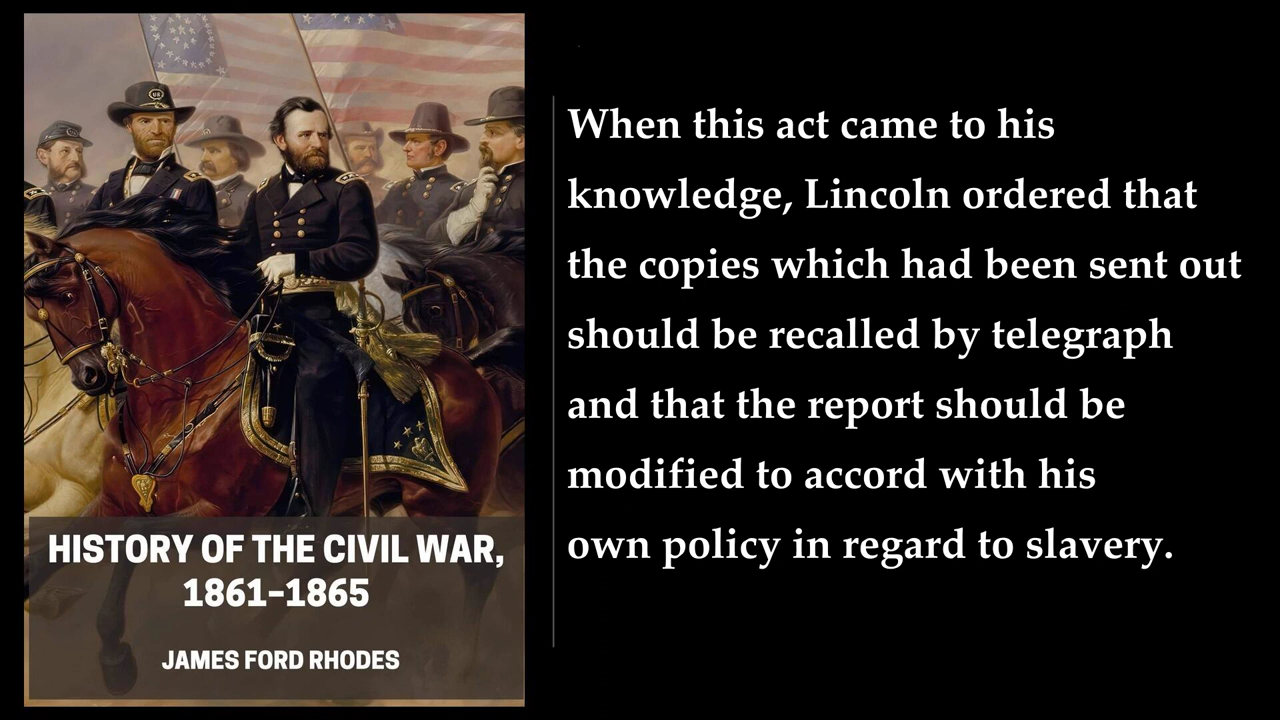 HISTORY OF THE CIVIL WAR,
1861–1865
JAMES FORD RHODES
When this act came to his
knowledge, Lincoln ordered that
the copies which had been sent out
should be recalled by telegraph
and that the report should be
modified to accord with his
own policy in regard to slavery.